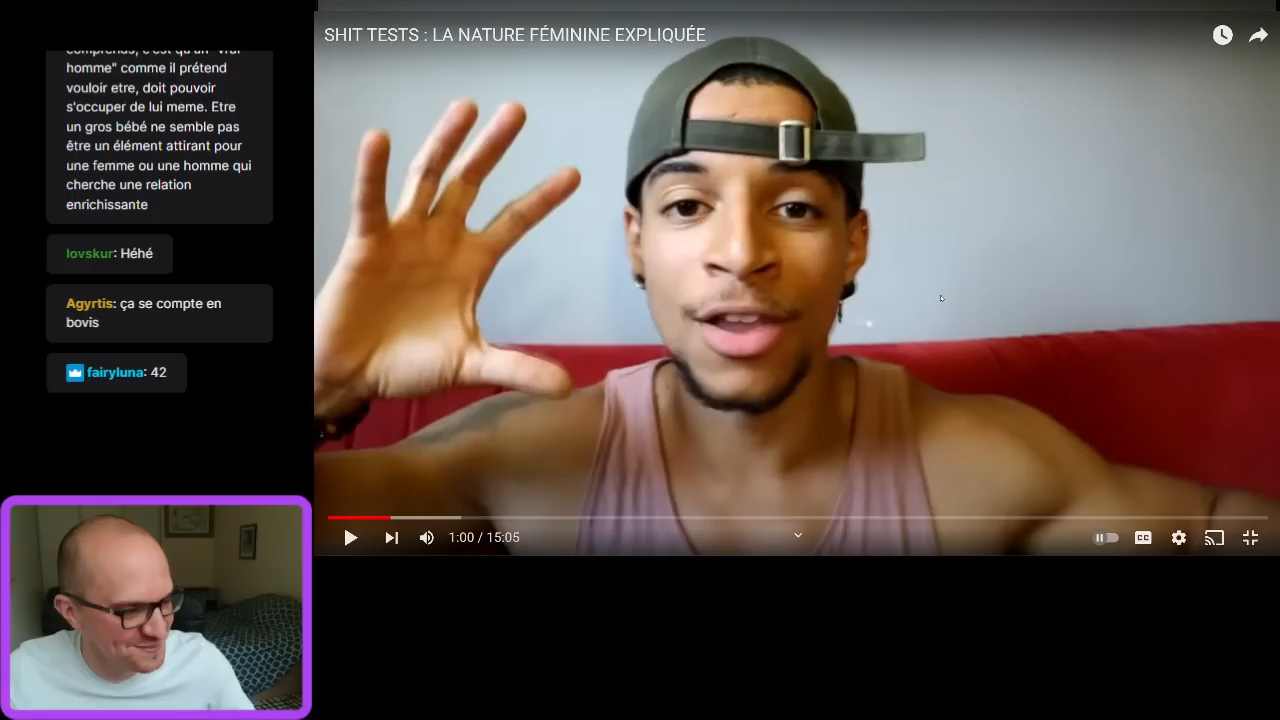 SHIT TESTS : LA NATURE FÉMININE EXPLIQUÉE
comprends, c'est qu'un "vrai
homme" comme il prétend
vouloir etre, doit pouvoir
s'occuper de lui meme. Etre
un gros bébé ne semble pas
être un élément attirant pour
une femme ou une homme qui
cherche une relation
enrichissante
lovskur: Héhé
Agyrtis: ça se compte en
bovis
fairyluna: 42
1:00 / 15:05
CC